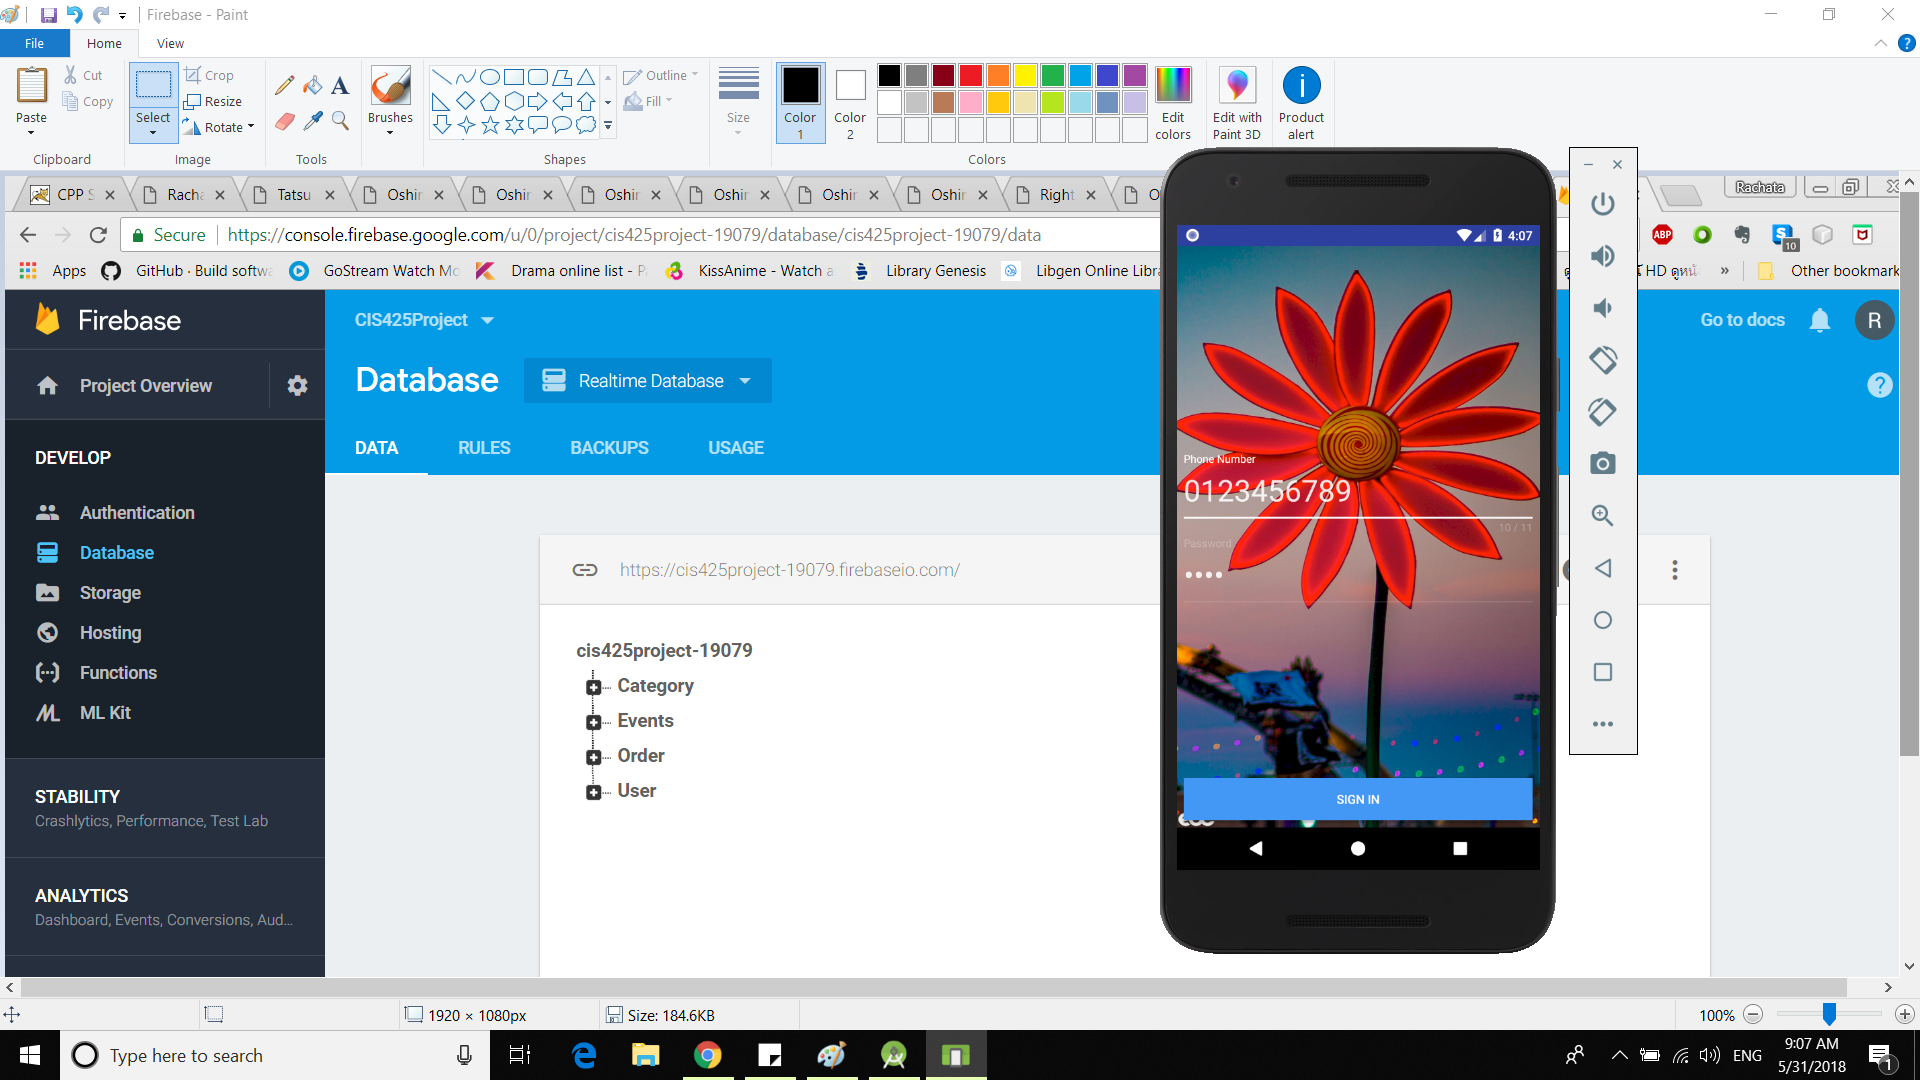 Firebase - Paint
File Home View
Paste
Cut
Copy
Clipboard
Select
Crop
Resize
Rotate
Image
Tools
Brushes
Shapes
Outline
Fill
Size
Color 1
Color 2
Colors
Edit colors
Edit with Paint 3D
Product alert
CPP S
Racha
Tatsu
Oshir
Oshir
Oshir
Oshir
Oshir
Oshir
Right
Rachata
Secure
https://console.firebase.google.com/u/0/project/cis425project-19079/database/cis425project-19079/data
ABP
10
Apps
GitHub · Build softwa
GoStream Watch Mo
Drama online list - P
KissAnime - Watch a
Library Genesis
Libgen Online Libra
HD ดูหนั
»
Other bookmark
Firebase
CIS425Project
Go to docs
R
Project Overview
Database
Realtime Database
DATA
RULES
BACKUPS
USAGE
DEVELOP
Authentication
Database
Storage
Hosting
Functions
ML Kit
STABILITY
Crashlytics, Performance, Test Lab
ANALYTICS
Dashboard, Events, Conversions, Aud...
https://cis425project-19079.firebaseio.com/
cis425project-19079
Category
Events
Order
User
4:07
Phone Number
0123456789
10 / 11
Password
SIGN IN
1920 × 1080px
Size: 184.6KB
100%
Type here to search
ENG
9:07 AM
5/31/2018
1